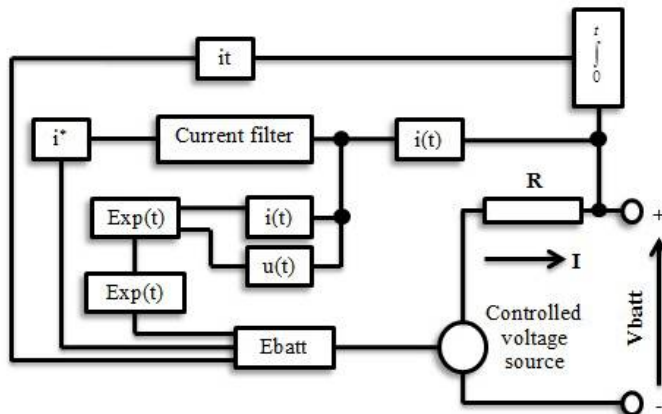 t
∫
0
it
i*
Current filter
i(t)
R
Exp(t)
i(t)
+
u(t)
I
Exp(t)
Controlled
voltage
source
Vbatt
Ebatt
-